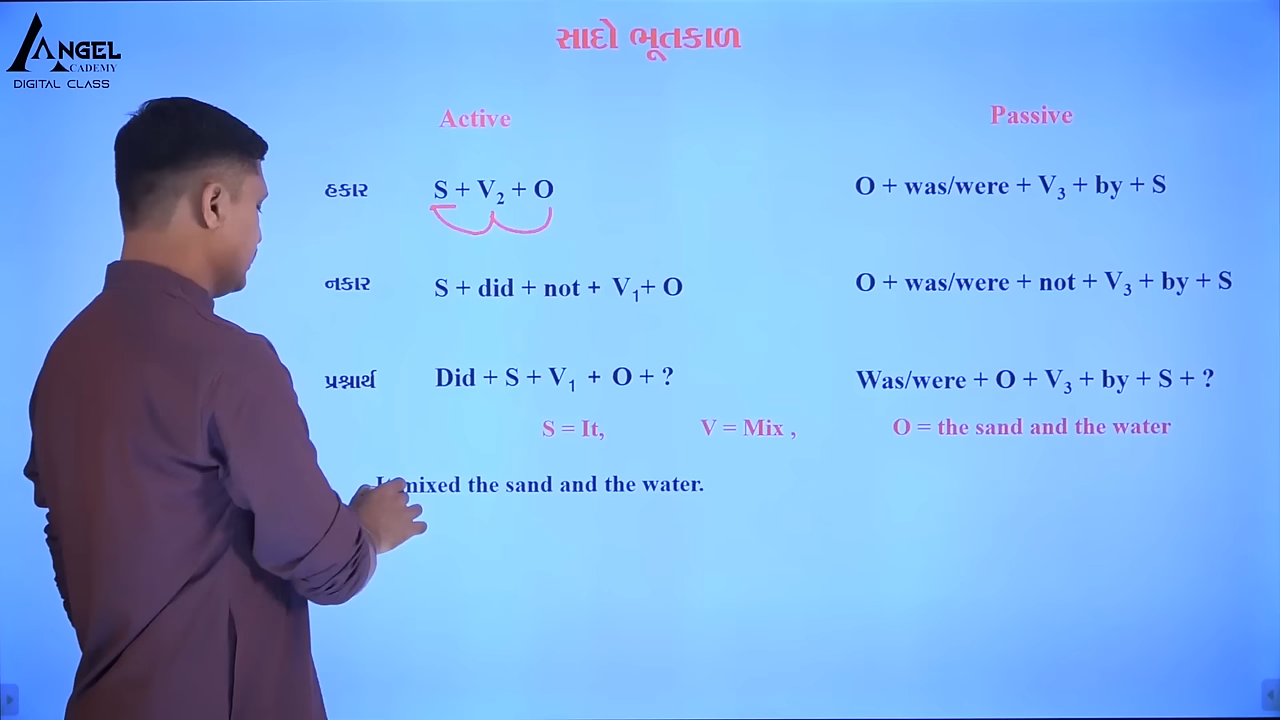 ANGEL
ACADEMY
DIGITAL CLASS
સાદો ભૂતકાળ
Active Passive
હકાર S + V₂ + O O + was/were + V₃ + by + S
નકાર S + did + not + V₁+ O O + was/were + not + V₃ + by + S
પ્રશ્નાર્થ Did + S + V₁ + O + ? Was/were + O + V₃ + by + S + ?
S = It, V = Mix , O = the sand and the water
It mixed the sand and the water.